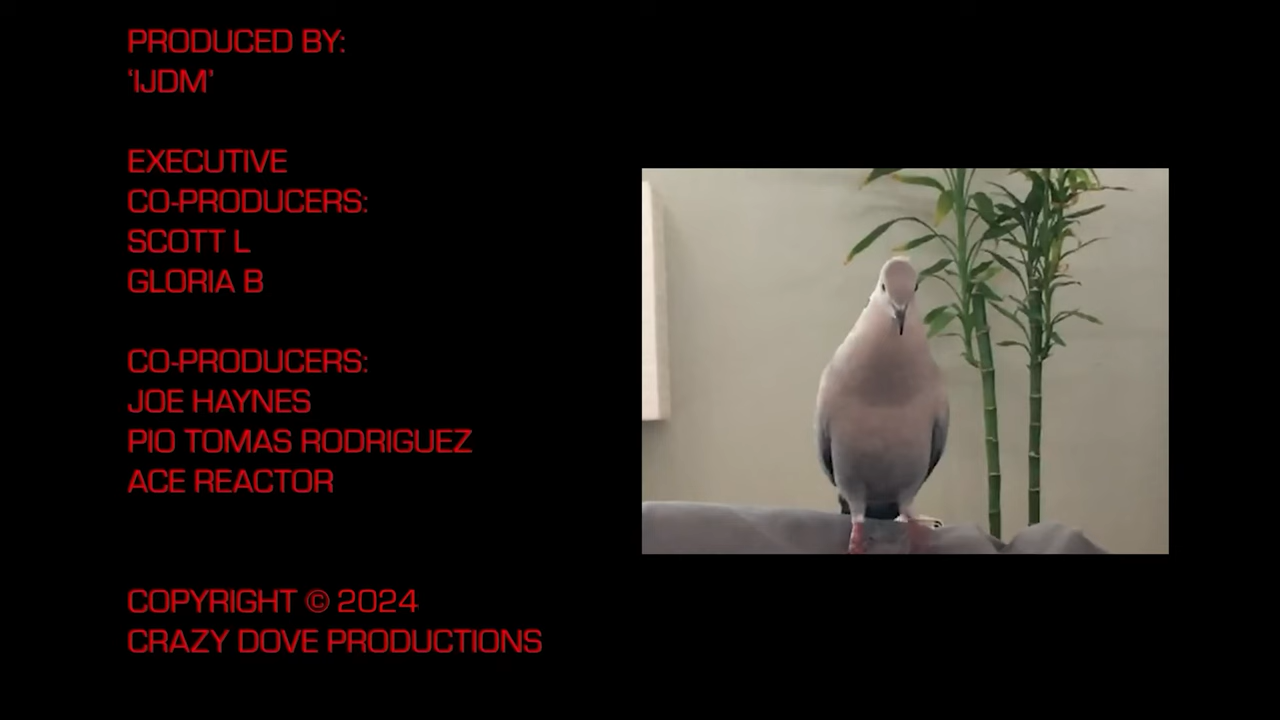 PRODUCED BY:
‘IJDM’
EXECUTIVE
CO-PRODUCERS:
SCOTT L
GLORIA B
CO-PRODUCERS:
JOE HAYNES
PIO TOMAS RODRIGUEZ
ACE REACTOR
COPYRIGHT © 2024
CRAZY DOVE PRODUCTIONS